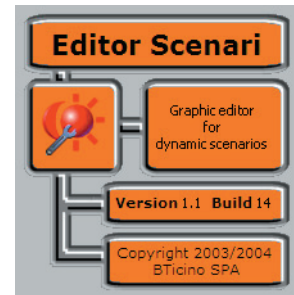 Editor Scenari
Graphic editor
for
dynamic scenarios
Version 1.1 Build 14
Copyright 2003/2004
BTicino SPA